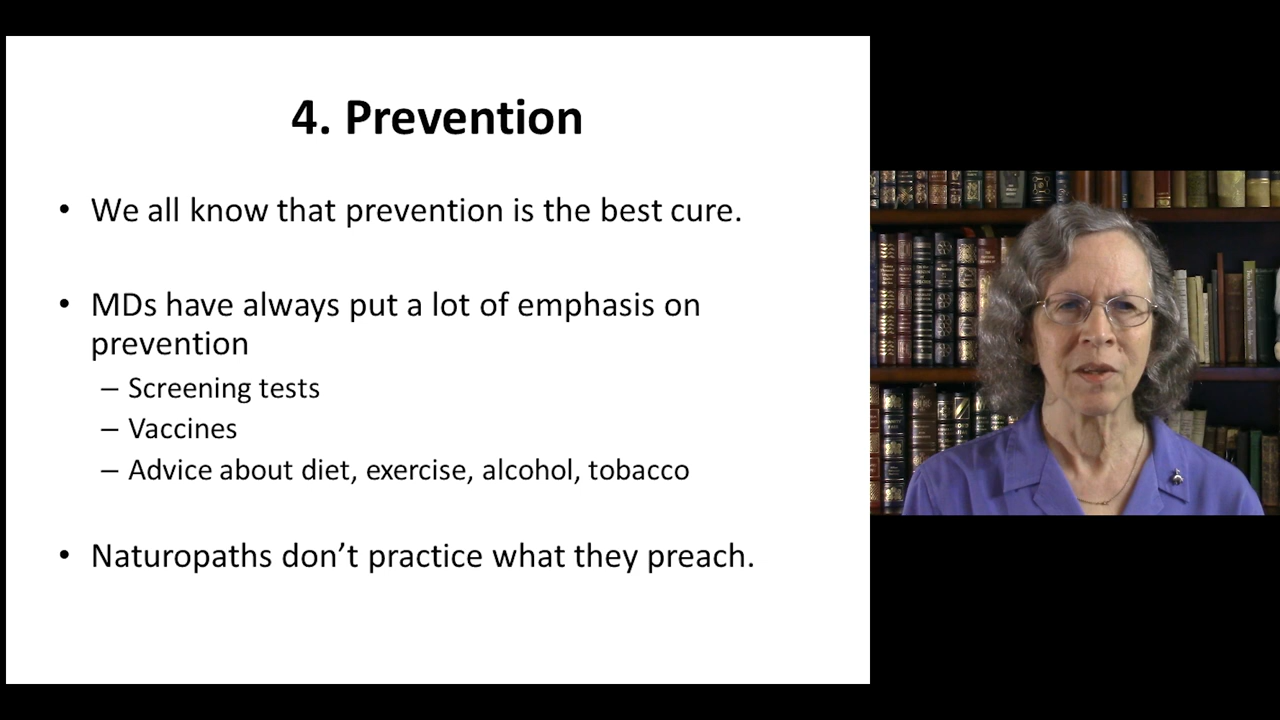 4. Prevention
• We all know that prevention is the best cure.
• MDs have always put a lot of emphasis on
prevention
– Screening tests
– Vaccines
– Advice about diet, exercise, alcohol, tobacco
• Naturopaths don’t practice what they preach.